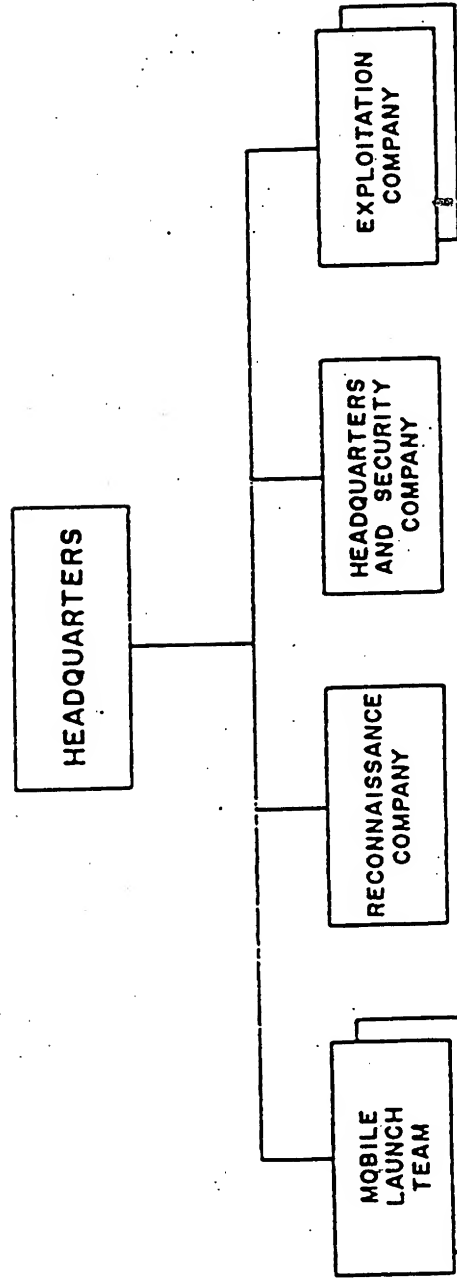 HEADQUARTERS
MOBILE
LAUNCH
TEAM
RECONNAISSANCE
COMPANY
HEADQUARTERS
AND SECURITY
COMPANY
EXPLOITATION
COMPANY